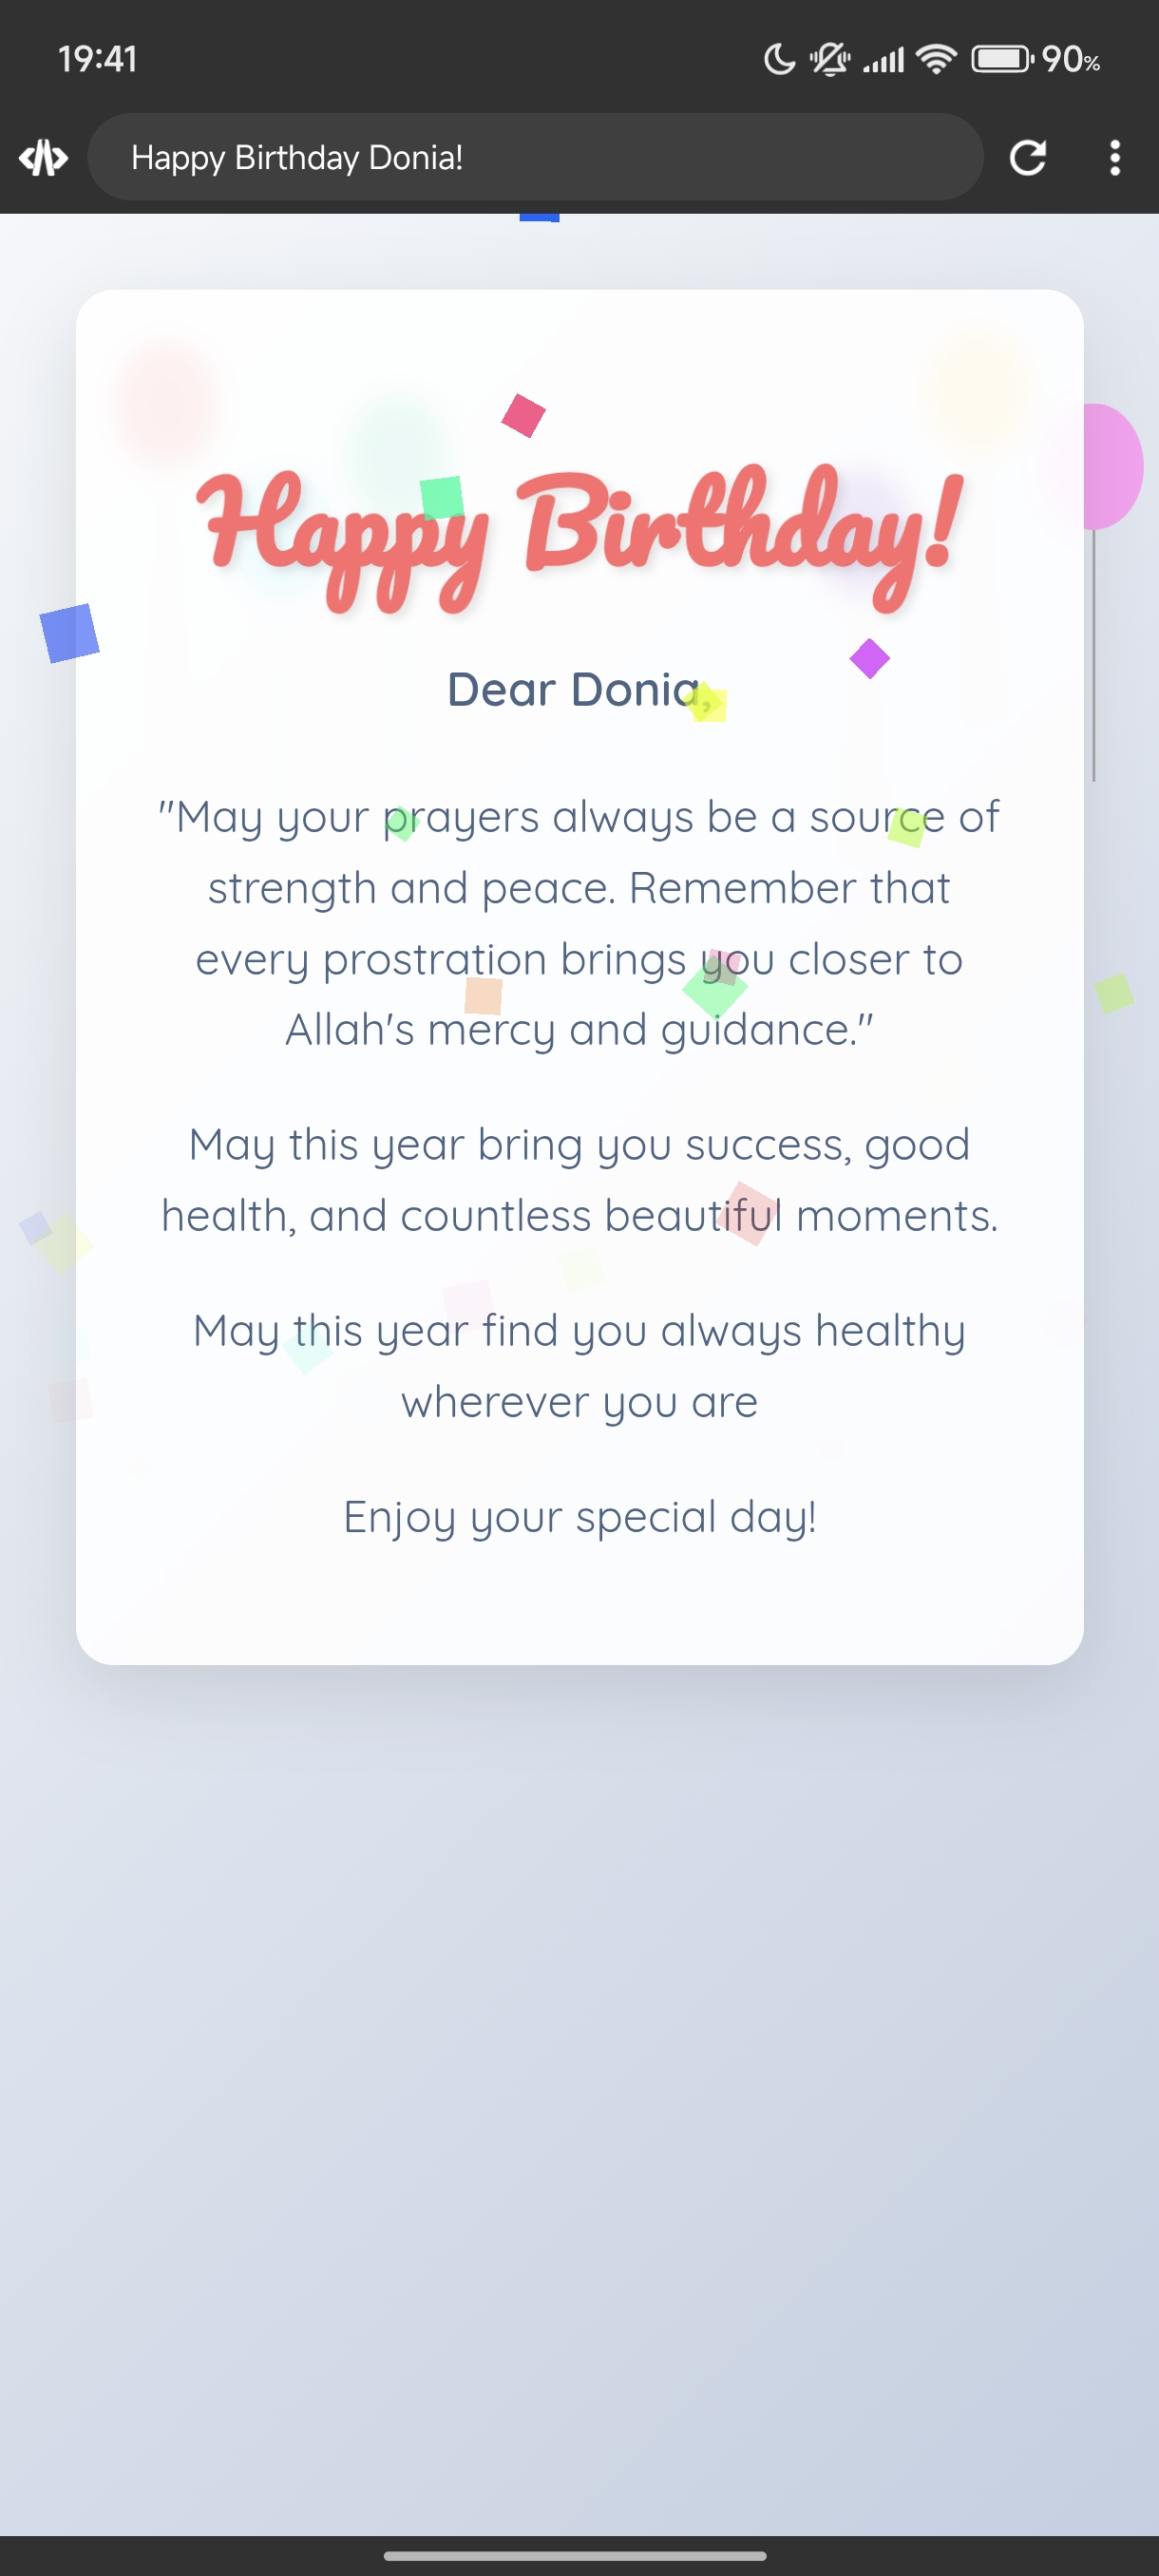 19:41
90%
Happy Birthday Donia!
Happy Birthday!
Dear Donia,
"May your prayers always be a source of
strength and peace. Remember that
every prostration brings you closer to
Allah's mercy and guidance."
May this year bring you success, good
health, and countless beautiful moments.
May this year find you always healthy
wherever you are
Enjoy your special day!